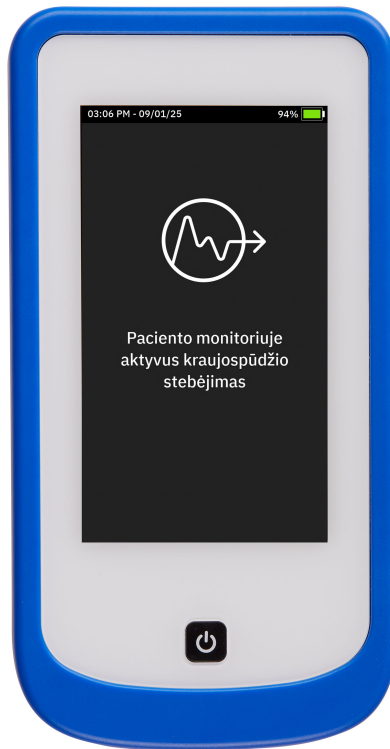 03:06 PM - 09/01/25 94%
Paciento monitoriuje
aktyvus kraujospūdžio
stebėjimas